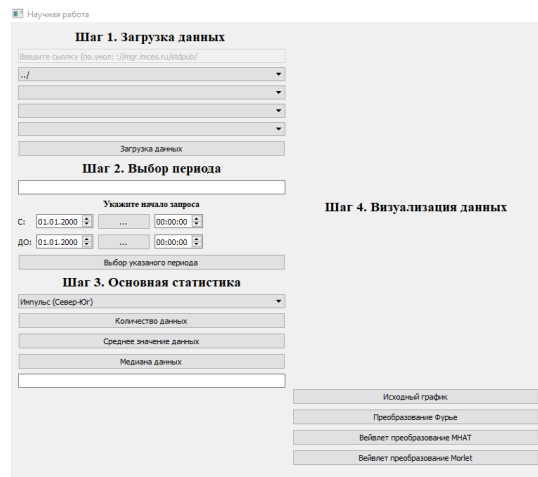 Научная работа
Шаг 1. Загрузка данных
Введите сыллку (по.умол: ://mgr.imces.ru/stdpub/
../
Загрузка данных
Шаг 2. Выбор периода
Укажите начало запроса
С: 01.01.2000 ... 00:00:00
ДО: 01.01.2000 ... 00:00:00
Выбор указаного периода
Шаг 3. Основная статистика
Импульс (Север-Юг)
Количество данных
Среднее значение данных
Медиана данных
Шаг 4. Визуализация данных
Исходный график
Преобразование Фурье
Вейвлет преобразование MHAT
Вейвлет преобразование Morlet